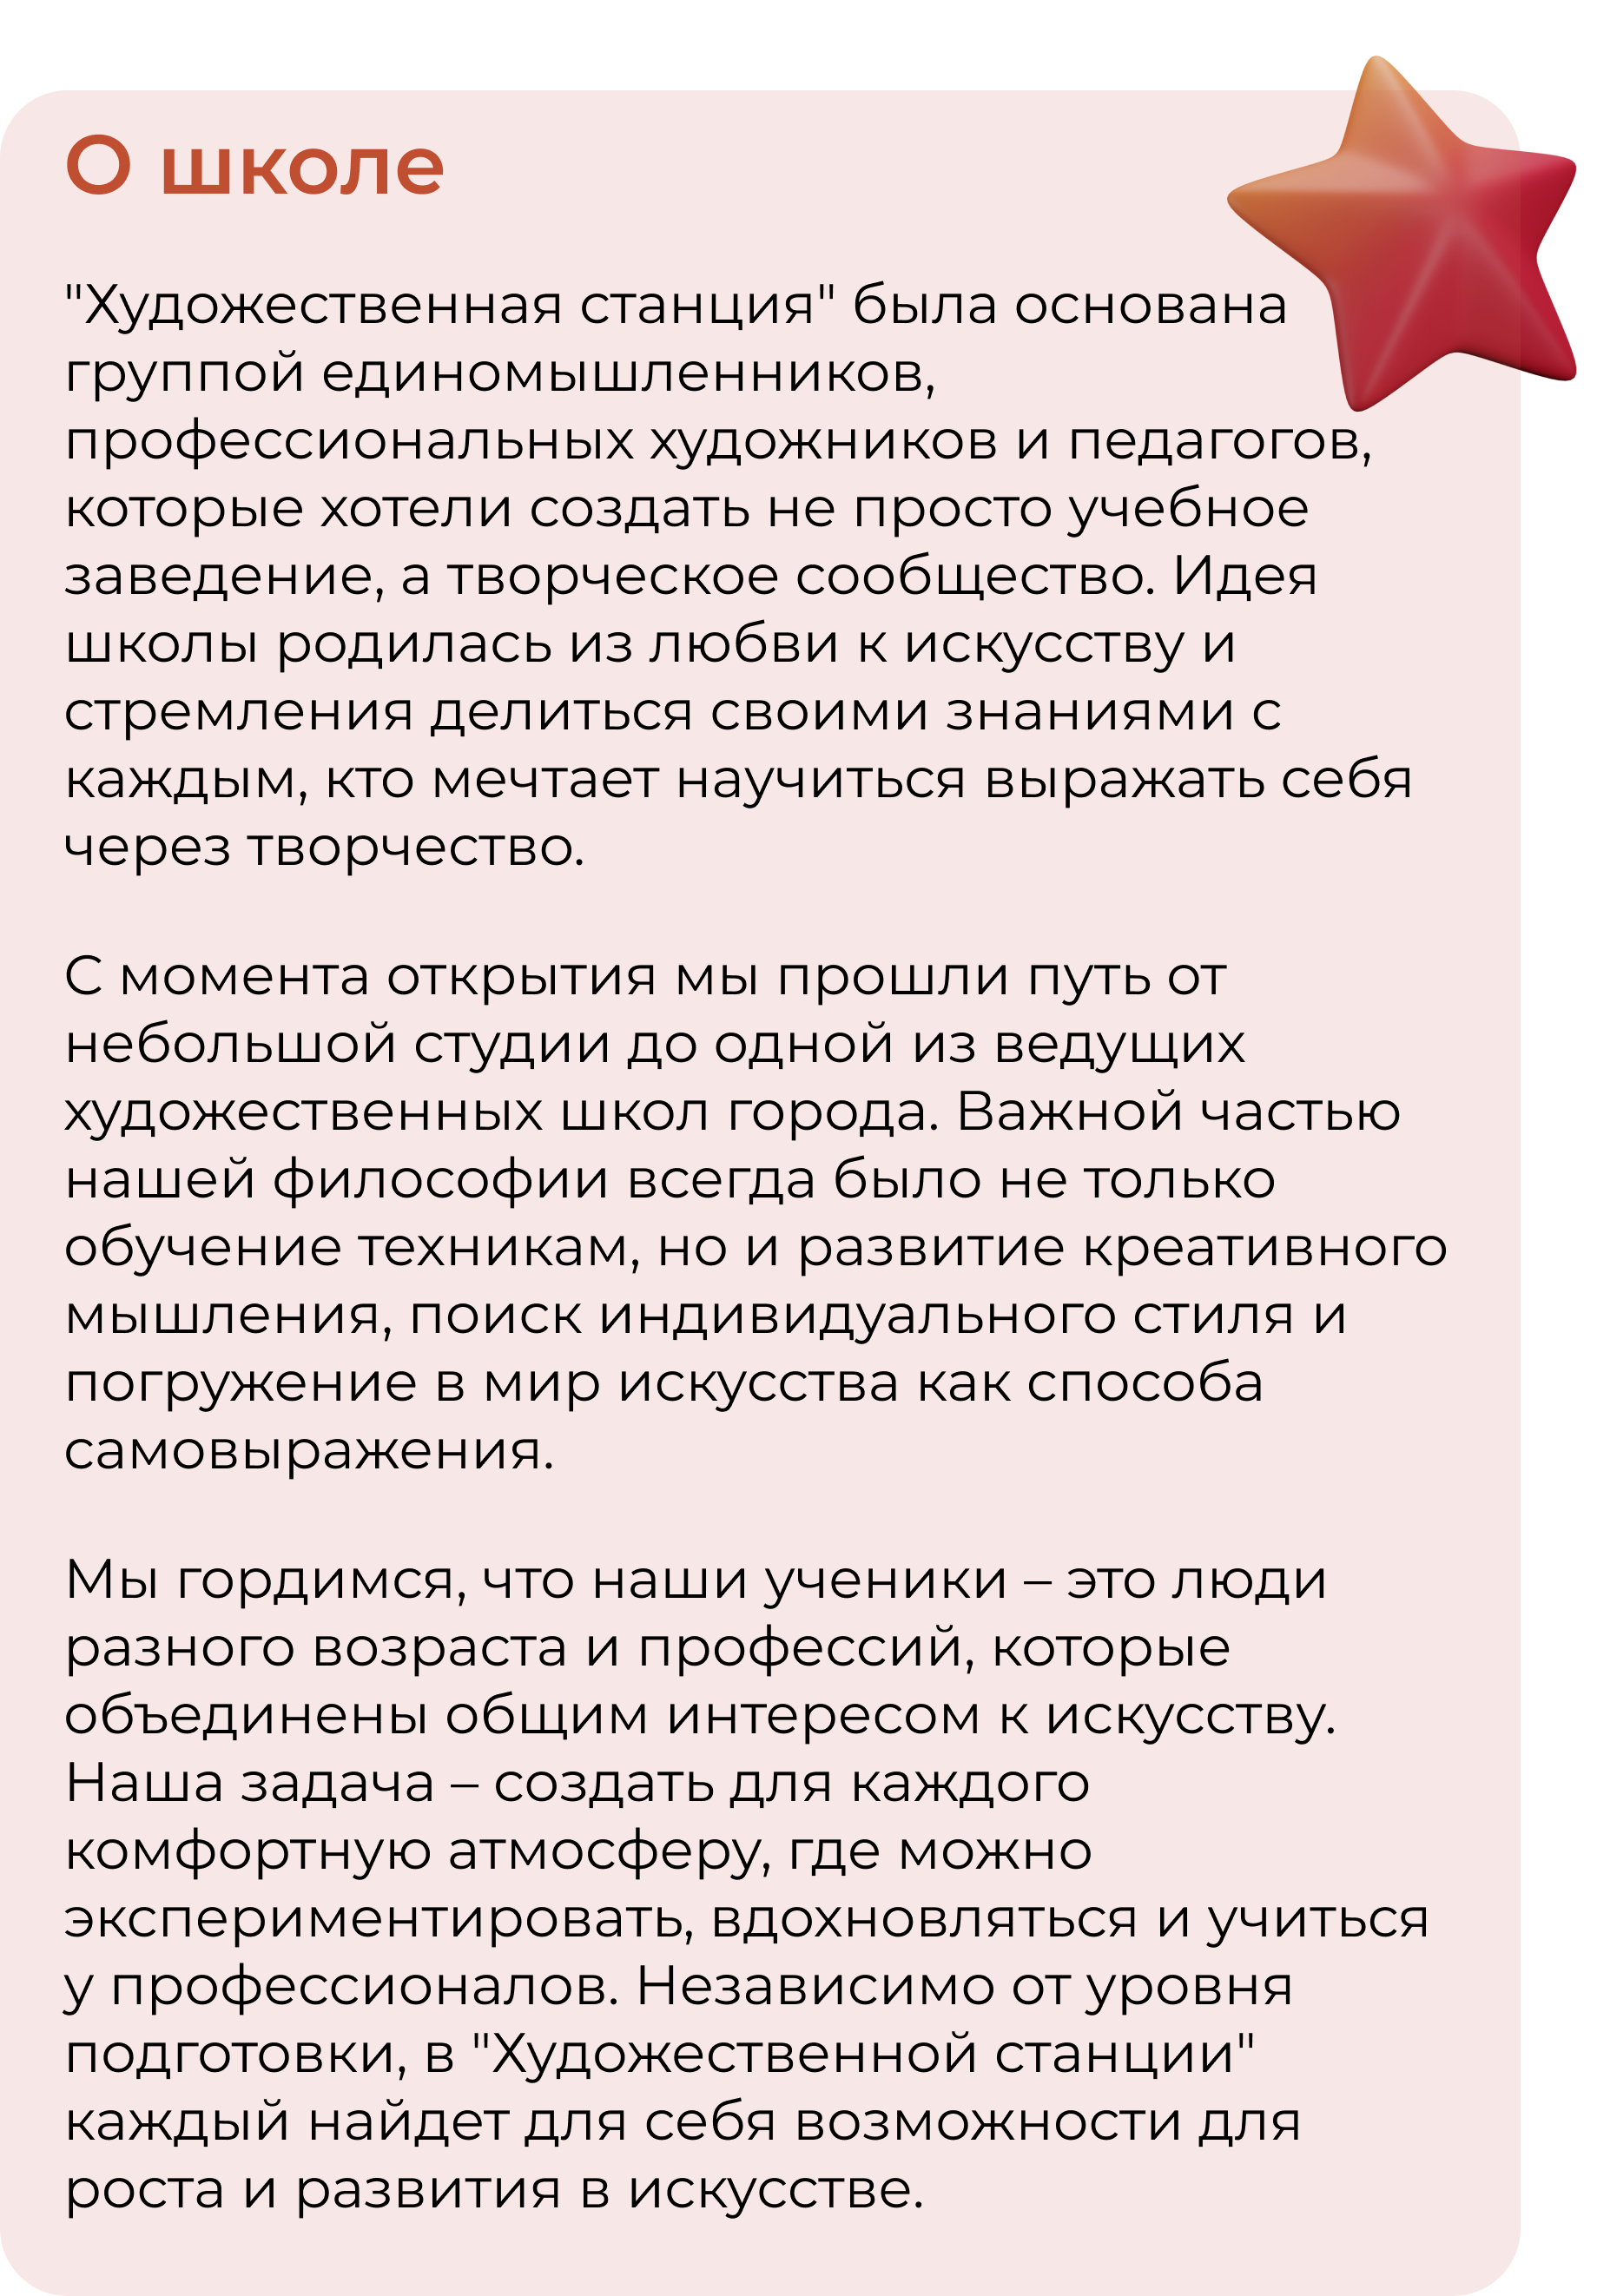 О школе
"Художественная станция" была основана
группой единомышленников,
профессиональных художников и педагогов,
которые хотели создать не просто учебное
заведение, а творческое сообщество. Идея
школы родилась из любви к искусству и
стремления делиться своими знаниями с
каждым, кто мечтает научиться выражать себя
через творчество.
С момента открытия мы прошли путь от
небольшой студии до одной из ведущих
художественных школ города. Важной частью
нашей философии всегда было не только
обучение техникам, но и развитие креативного
мышления, поиск индивидуального стиля и
погружение в мир искусства как способа
самовыражения.
Мы гордимся, что наши ученики – это люди
разного возраста и профессий, которые
объединены общим интересом к искусству.
Наша задача – создать для каждого
комфортную атмосферу, где можно
экспериментировать, вдохновляться и учиться
у профессионалов. Независимо от уровня
подготовки, в "Художественной станции"
каждый найдет для себя возможности для
роста и развития в искусстве.